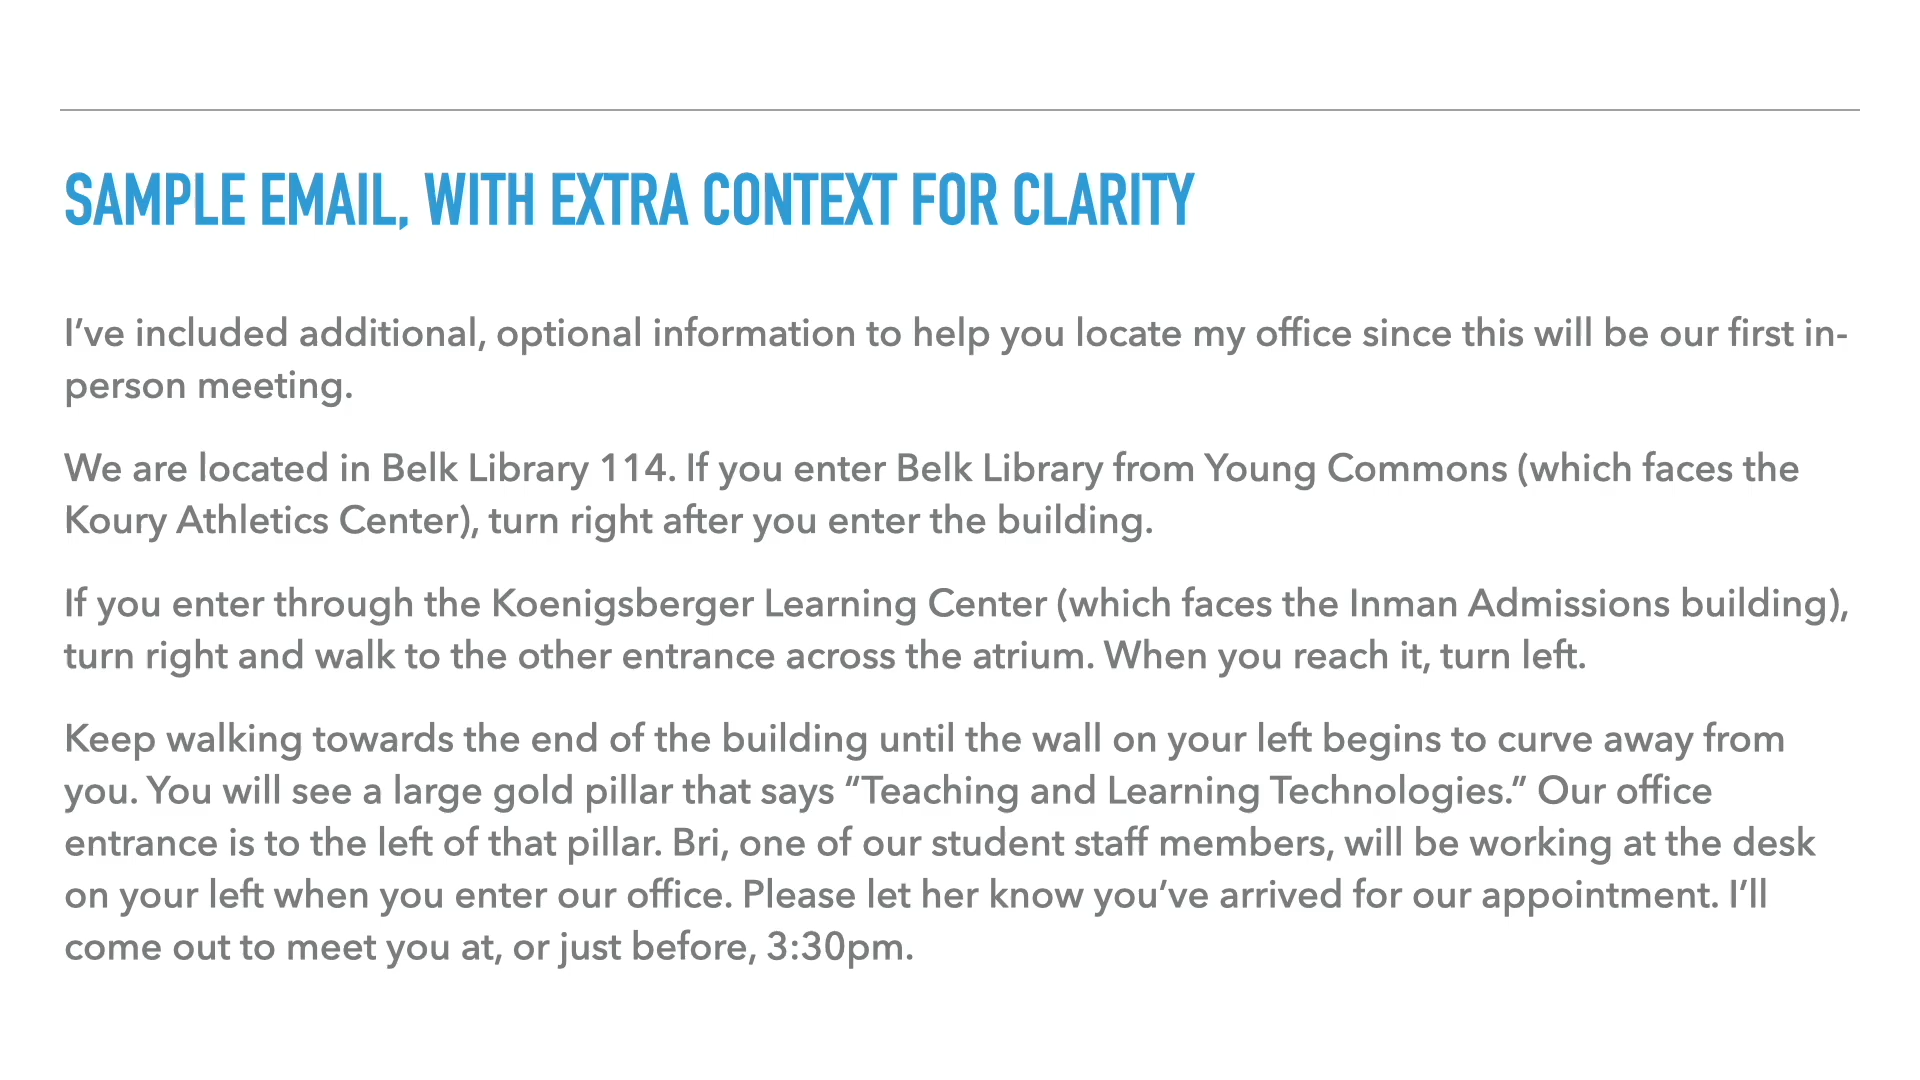 SAMPLE EMAIL, WITH EXTRA CONTEXT FOR CLARITY
I’ve included additional, optional information to help you locate my office since this will be our first in-
person meeting.
We are located in Belk Library 114. If you enter Belk Library from Young Commons (which faces the
Koury Athletics Center), turn right after you enter the building.
If you enter through the Koenigsberger Learning Center (which faces the Inman Admissions building),
turn right and walk to the other entrance across the atrium. When you reach it, turn left.
Keep walking towards the end of the building until the wall on your left begins to curve away from
you. You will see a large gold pillar that says “Teaching and Learning Technologies.” Our office
entrance is to the left of that pillar. Bri, one of our student staff members, will be working at the desk
on your left when you enter our office. Please let her know you’ve arrived for our appointment. I’ll
come out to meet you at, or just before, 3:30pm.